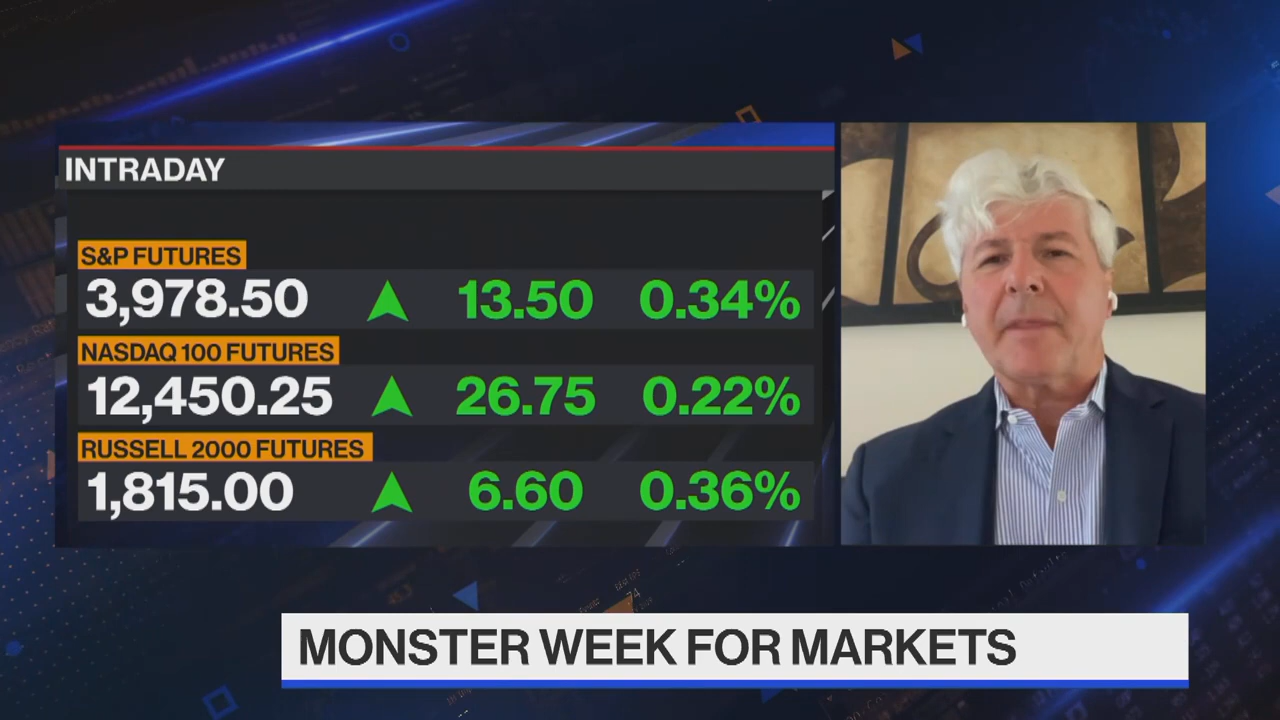 INTRADAY
S&P FUTURES
3,978.50 ▲ 13.50 0.34%
NASDAQ 100 FUTURES
12,450.25 ▲ 26.75 0.22%
RUSSELL 2000 FUTURES
1,815.00 ▲ 6.60 0.36%
MONSTER WEEK FOR MARKETS